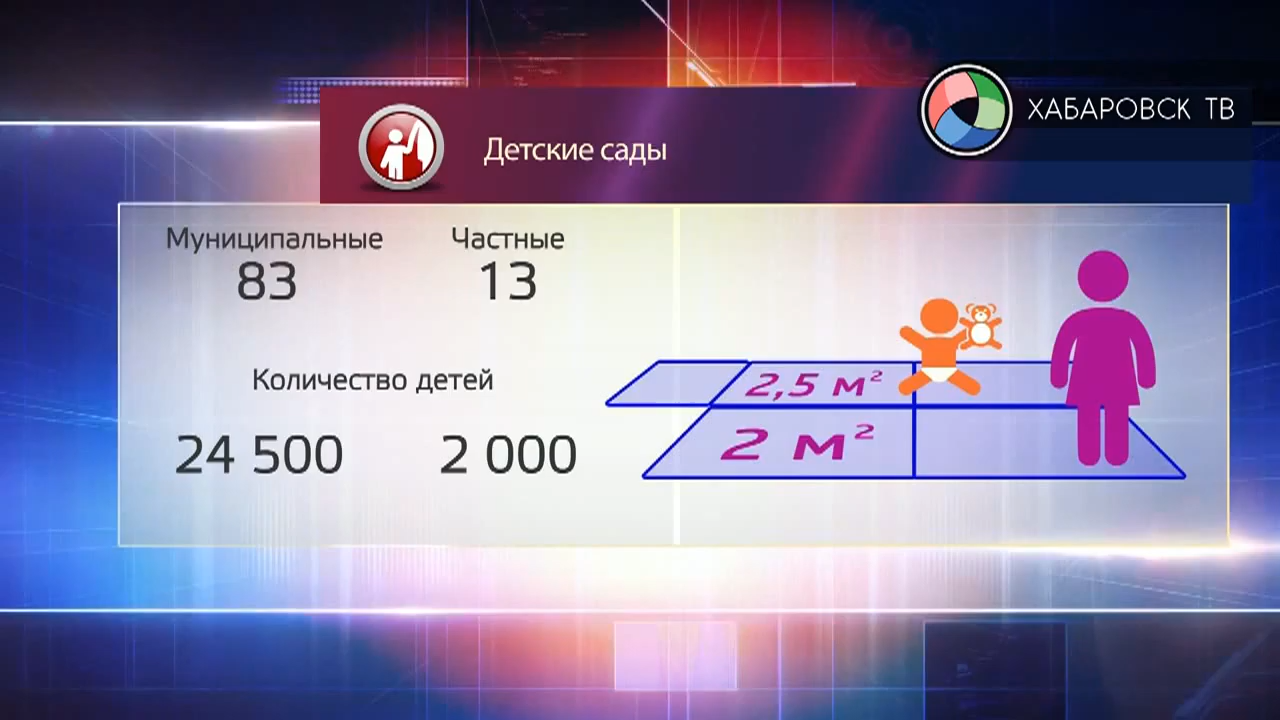 ХАБАРОВСК ТВ
Детские сады
Муниципальные Частные
83 13
Количество детей
24 500 2 000
2,5 м²
2 м²